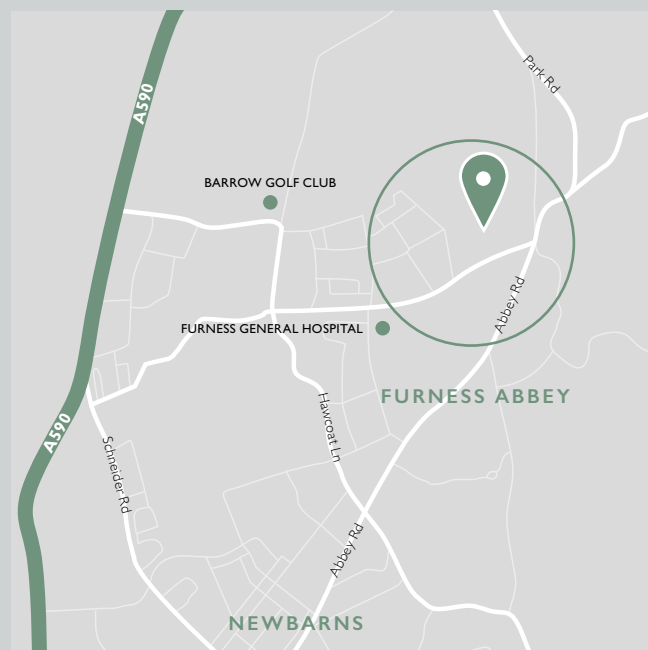 Park Rd
A590
BARROW GOLF CLUB
Abbey Rd
FURNESS GENERAL HOSPITAL
FURNESS ABBEY
Hawcoat Ln
A590
Schneider Rd
Abbey Rd
NEWBARNS